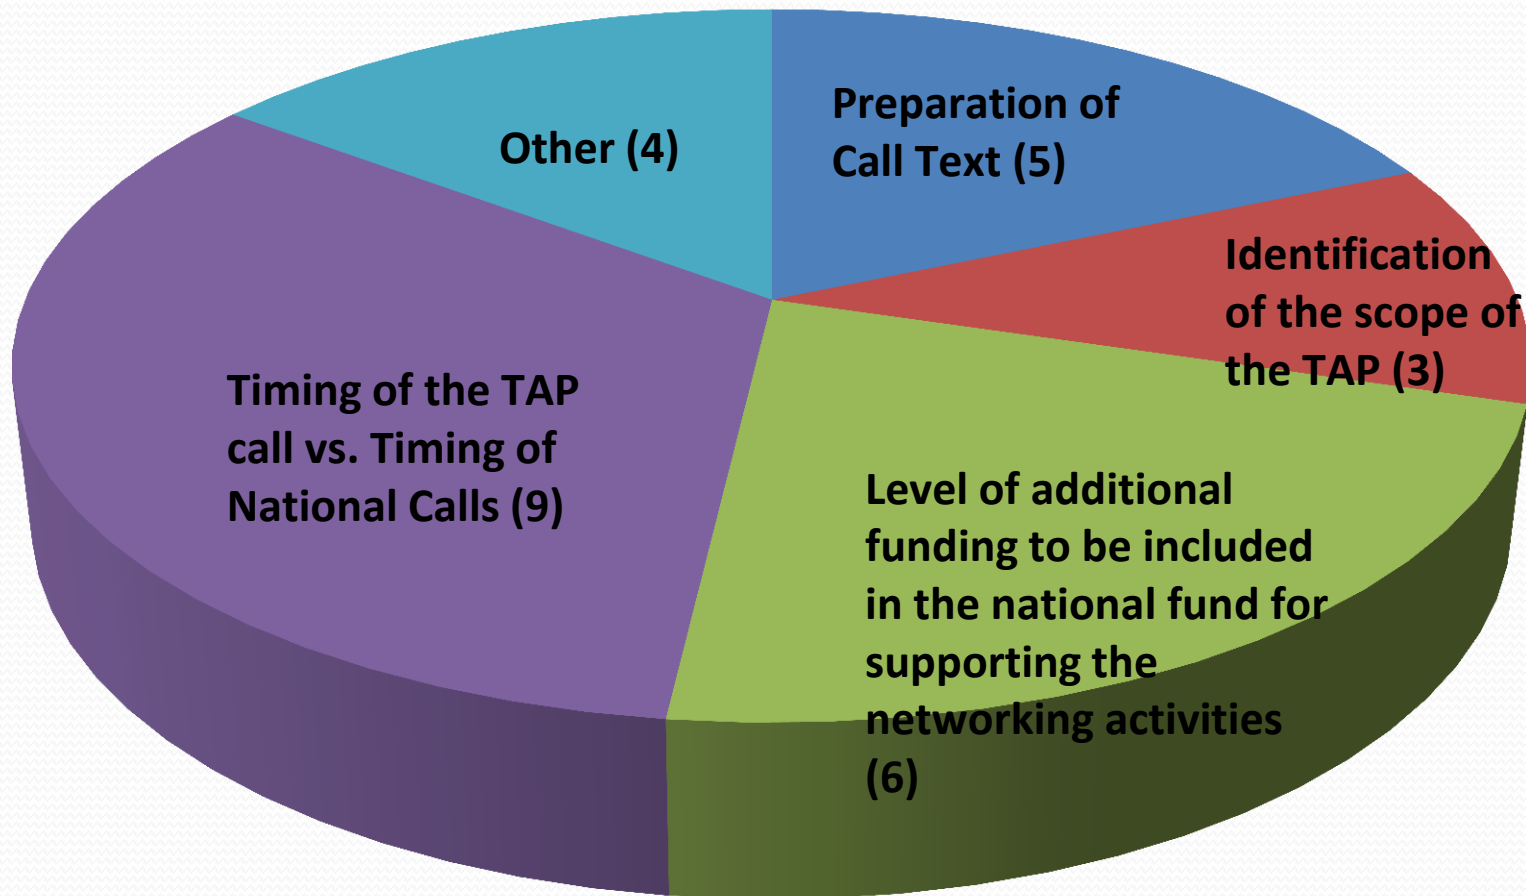 Preparation of
Call Text (5)
Identification
of the scope of
the TAP (3)
Level of additional
funding to be included
in the national fund for
supporting the
networking activities
(6)
Timing of the TAP
call vs. Timing of
National Calls (9)
Other (4)